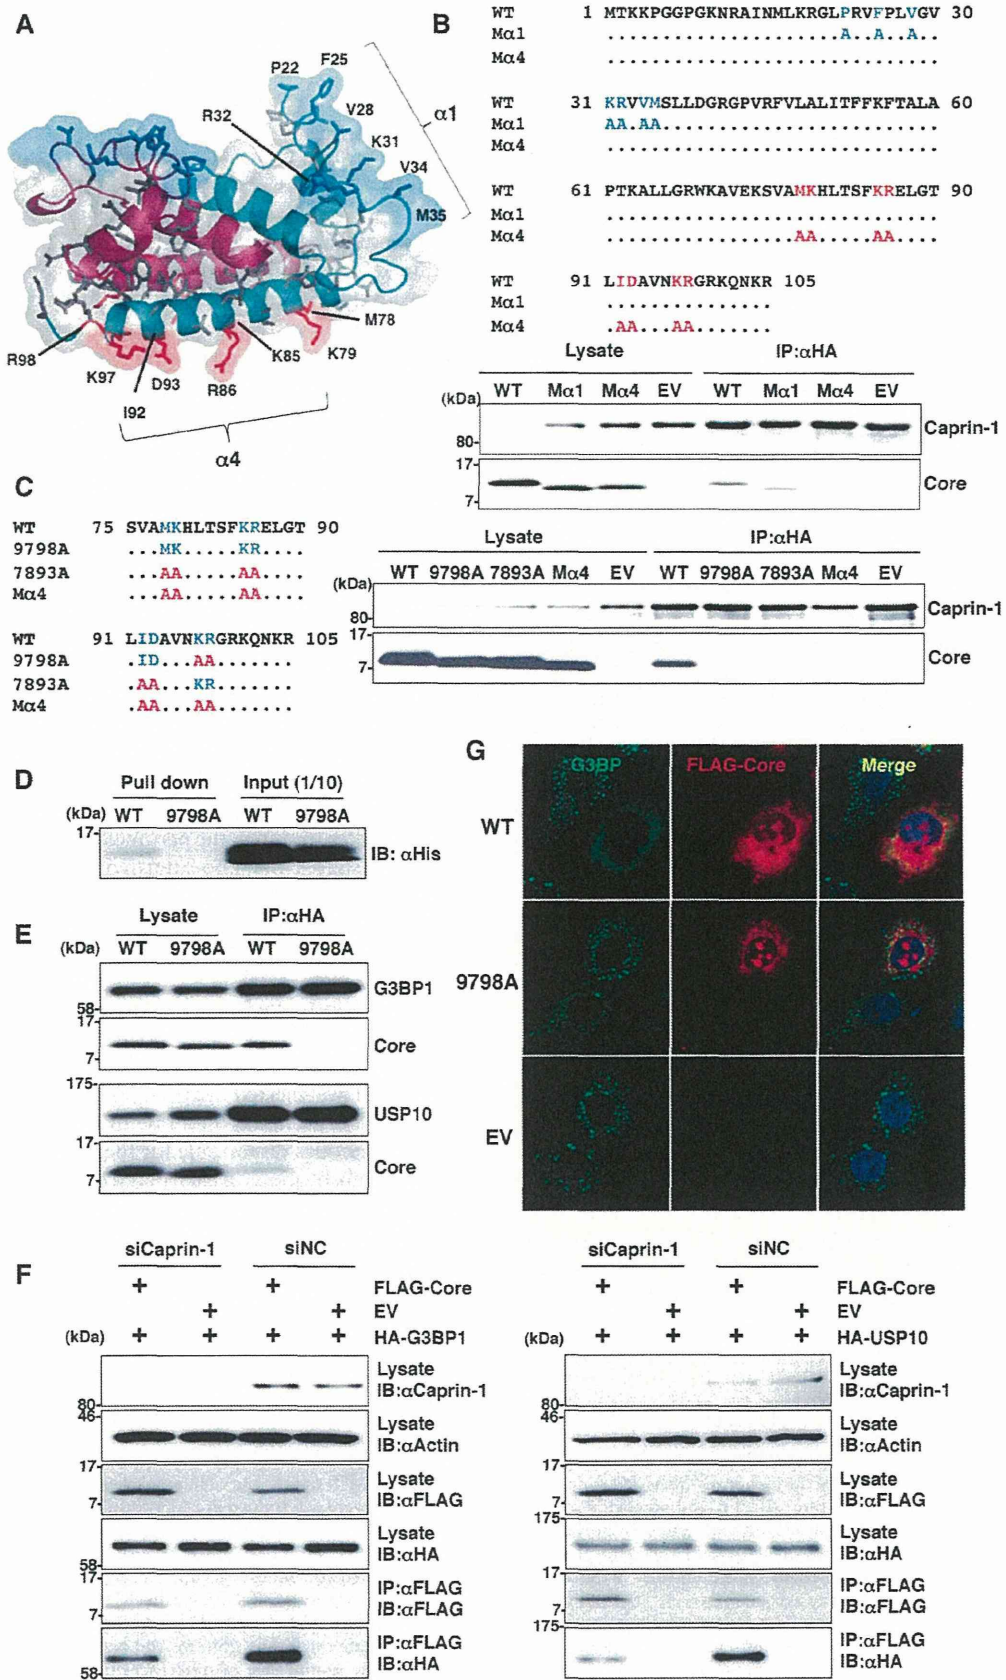 A
P22
F25
R32
V28
K31
V34
M35
α1
R98
K97
D93
I92
R86
K85
K79
M78
α4
B
WT 1 MTKKPGGPGKNRAINMLKRGLPRVFPLVGV 30
Mα1 .....................A..A..A..
Mα4 ..............................
WT 31 KRVVMSLLDGRGPVRFVLALITFFKFTALA 60
Mα1 AA.AA.........................
Mα4 ..............................
WT 61 PTKALLGRWKAVEKSVAMKHLTSFKRELGT 90
Mα1 ..............................
Mα4 .................AA.....AA....
WT 91 LIDAVNKRGRKQNKR 105
Mα1 ...............
Mα4 .AA...AA.......
Lysate IP:αHA
(kDa) WT Mα1 Mα4 EV WT Mα1 Mα4 EV
80-
Caprin-1
17-
7-
Core
C
WT 75 SVAMKHLTSFKRELGT 90
9798A ...MK.....KR....
7893A ...AA.....AA....
Mα4 ...AA.....AA....
WT 91 LIDAVNKRGRKQNKR 105
9798A .ID...AA.......
7893A .AA...KR.......
Mα4 .AA...AA.......
Lysate IP:αHA
(kDa) WT 9798A 7893A Mα4 EV WT 9798A 7893A Mα4 EV
80-
Caprin-1
17-
7-
Core
D
Pull down Input (1/10)
(kDa) WT 9798A WT 9798A
17-
IB: αHis
E
Lysate IP:αHA
(kDa) WT 9798A WT 9798A
G3BP1
58-
17-
Core
7-
175-
USP10
17-
Core
7-
G
G3BP FLAG-Core Merge
WT
9798A
EV
F
siCaprin-1 siNC
+ + FLAG-Core
+ + EV
(kDa) + + + + HA-G3BP1
Lysate
IB:αCaprin-1
80-
46-
Lysate
IB:αActin
17-
Lysate
IB:αFLAG
7-
Lysate
IB:αHA
58-
17-
IP:αFLAG
IB:αFLAG
7-
IP:αFLAG
IB:αHA
58-
siCaprin-1 siNC
+ + FLAG-Core
+ + EV
(kDa) + + + + HA-USP10
Lysate
IB:αCaprin-1
80-
46-
Lysate
IB:αActin
17-
Lysate
IB:αFLAG
7-
175-
Lysate
IB:αHA
17-
IP:αFLAG
IB:αFLAG
7-
175-
IP:αFLAG
IB:αHA